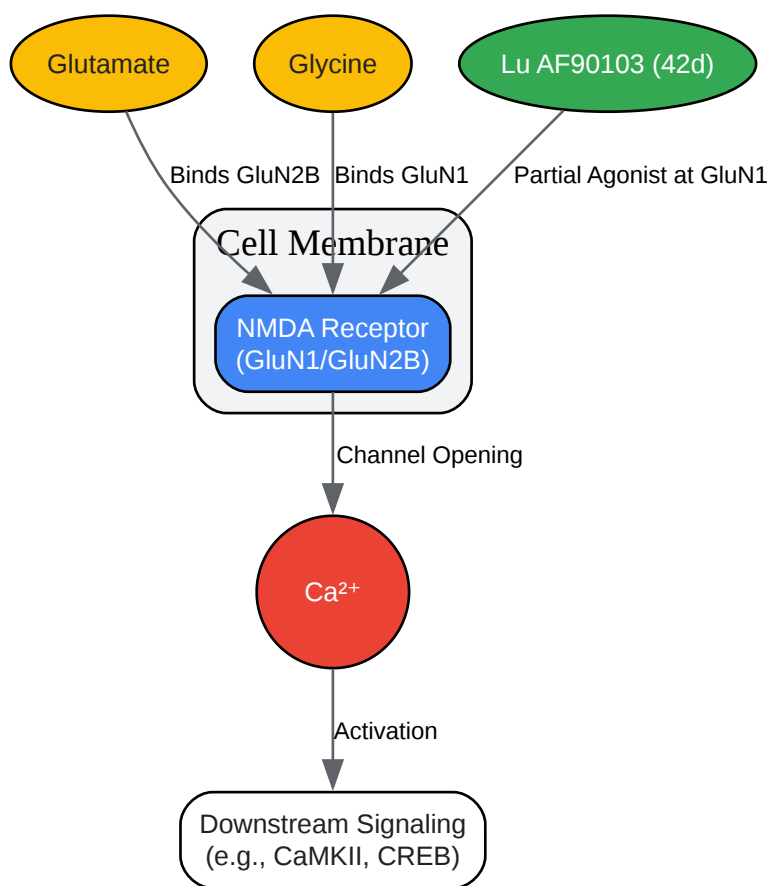 Glutamate
Glycine
Lu AF90103 (42d)
Binds GluN2B
Binds GluN1
Partial Agonist at GluN1
Cell Membrane
NMDA Receptor
(GluN1/GluN2B)
Channel Opening
Ca²⁺
Activation
Downstream Signaling
(e.g., CaMKII, CREB)